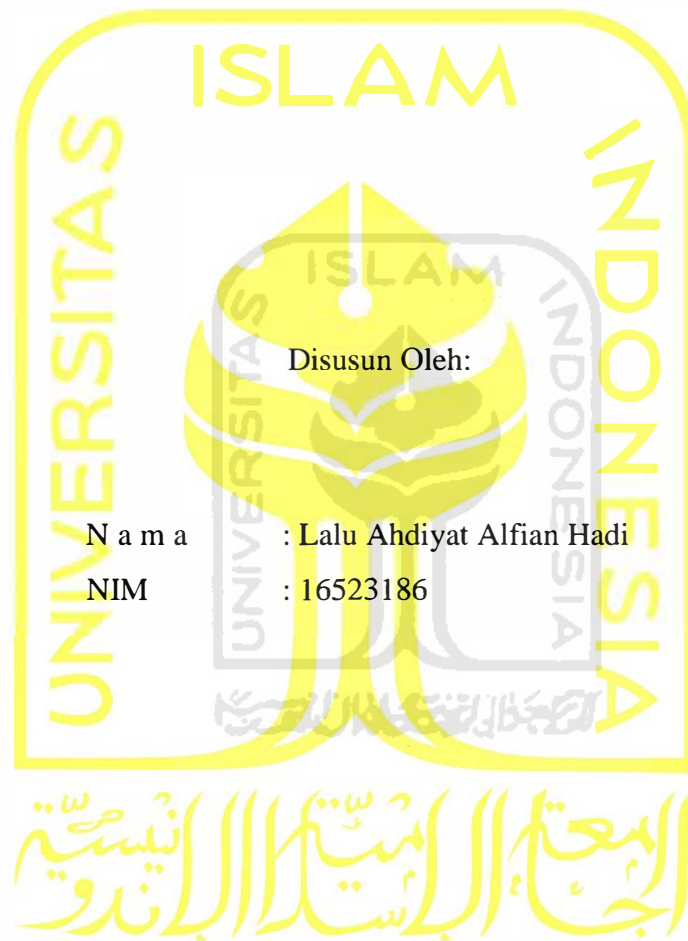 ISLAM
UNIVERSITAS
INDONESIA
ISLAM
UNIVERSITAS
INDONESIA
Disusun Oleh:
N a m a : Lalu Ahdiyat Alfian Hadi
NIM : 16523186